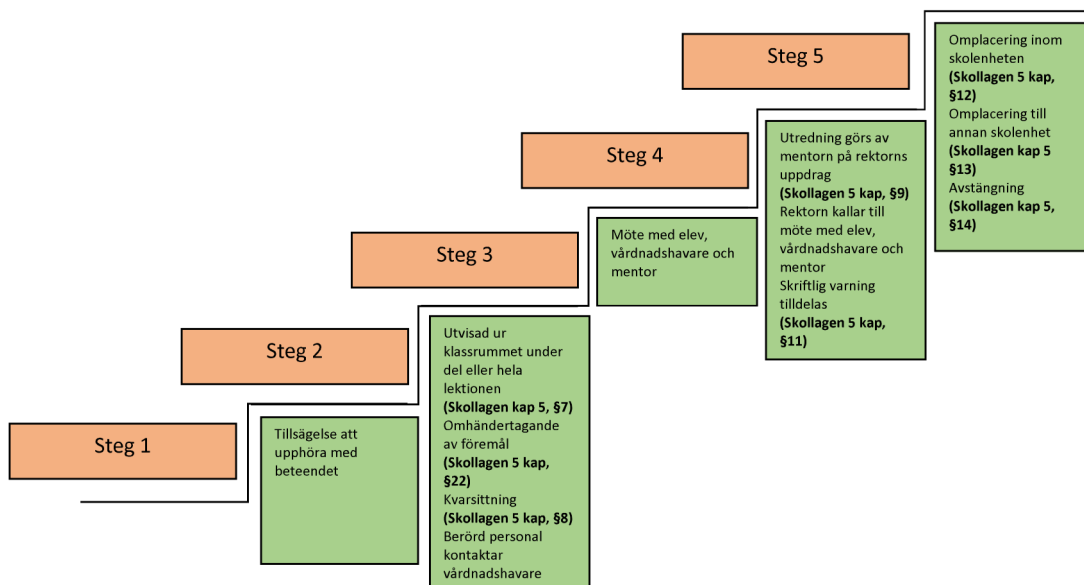 Steg 1
Tillsägelse att
upphöra med
beteendet
Steg 2
Utvisad ur
klassrummet under
del eller hela
lektionen
(Skollagen kap 5, §7)
Omhändertagande
av föremål
(Skollagen 5 kap,
§22)
Kvarsittning
(Skollagen 5 kap, §8)
Berörd personal
kontaktar
vårdnadshavare
Steg 3
Möte med elev,
vårdnadshavare och
mentor
Steg 4
Utredning görs av
mentorn på rektorns
uppdrag
(Skollagen 5 kap, §9)
Rektorn kallar till
möte med elev,
vårdnadshavare och
mentor
Skriftlig varning
tilldelas
(Skollagen 5 kap,
§11)
Steg 5
Omplacering inom
skolenheten
(Skollagen 5 kap,
§12)
Omplacering till
annan skolenhet
(Skollagen kap 5
§13)
Avstängning
(Skollagen kap 5,
§14)